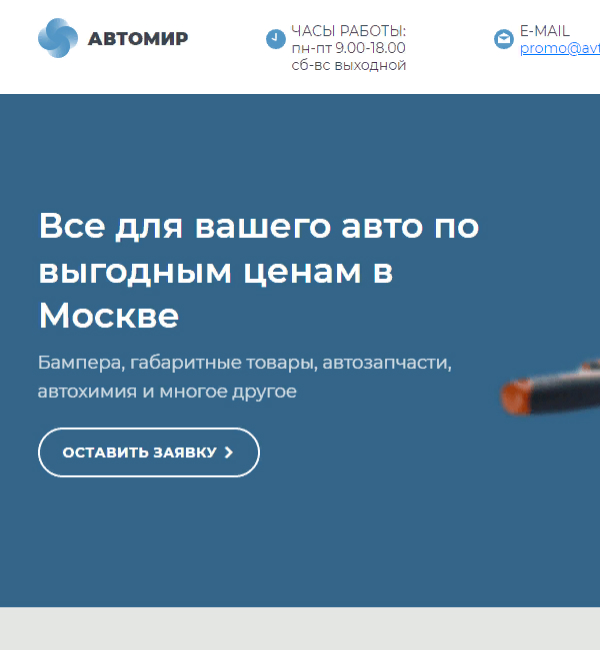 АВТОМИР
ЧАСЫ РАБОТЫ:
пн-пт 9.00-18.00
сб-вс выходной
E-MAIL
promo@avt
Все для вашего авто по
выгодным ценам в
Москве
Бампера, габаритные товары, автозапчасти,
автохимия и многое другое
ОСТАВИТЬ ЗАЯВКУ